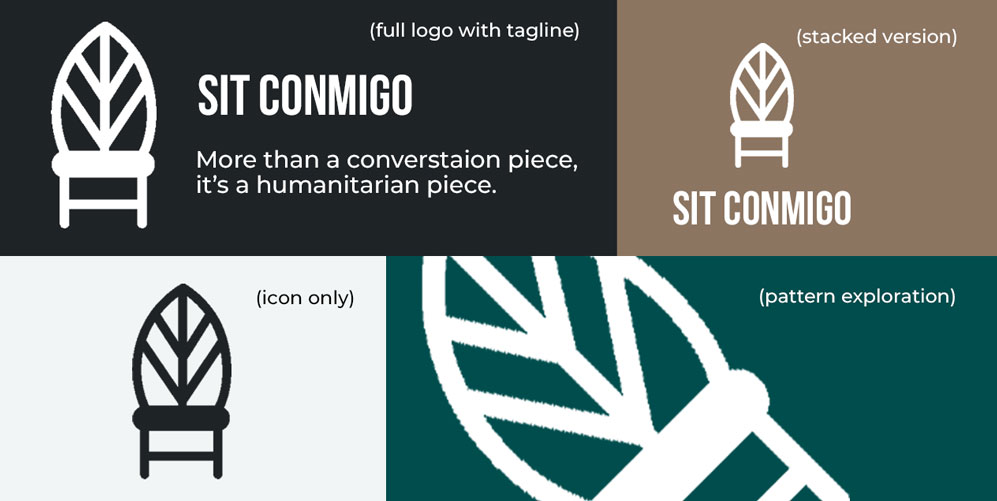 (full logo with tagline)
SIT CONMIGO
More than a converstaion piece,
it's a humanitarian piece.
(stacked version)
SIT CONMIGO
(icon only)
(pattern exploration)